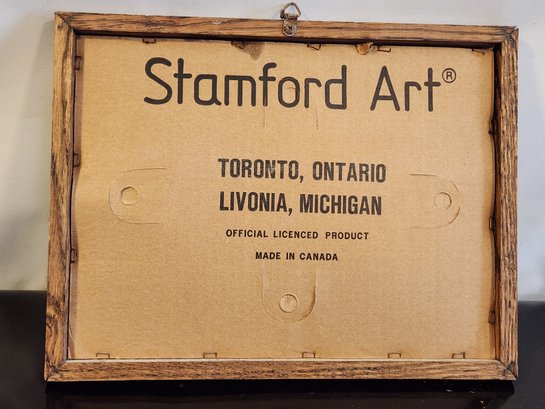 Stamford Art®
TORONTO, ONTARIO
LIVONIA, MICHIGAN
OFFICIAL LICENCED PRODUCT
MADE IN CANADA